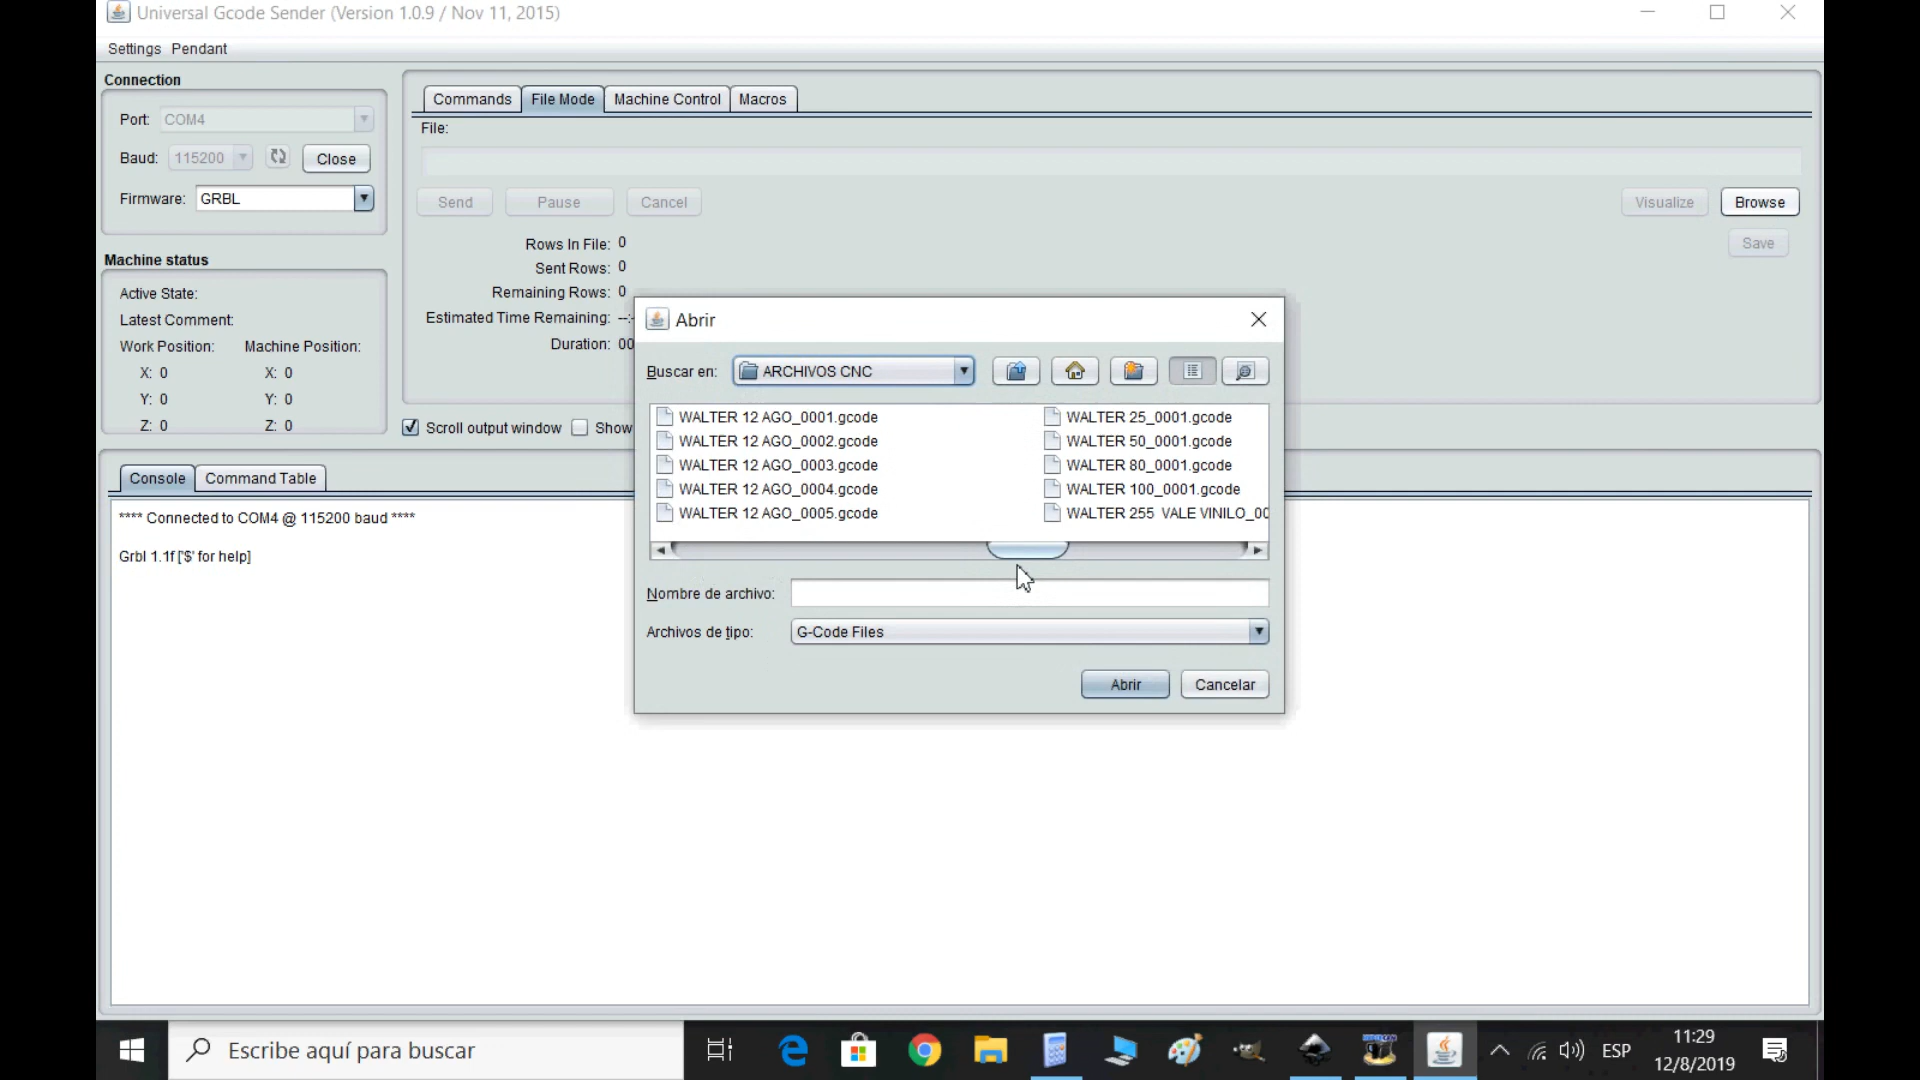 Universal Gcode Sender (Version 1.0.9 / Nov 11, 2015)
Settings Pendant
Connection
Port: COM4
Baud: 115200 Close
Firmware: GRBL
Machine status
Active State:
Latest Comment:
Work Position: Machine Position:
X: 0 X: 0
Y: 0 Y: 0
Z: 0 Z: 0
Commands File Mode Machine Control Macros
File:
Send Pause Cancel Visualize Browse
Save
Rows In File: 0
Sent Rows: 0
Remaining Rows: 0
Estimated Time Remaining: --:-
Duration: 00
Scroll output window Show
Abrir
Buscar en: ARCHIVOS CNC
WALTER 12 AGO_0001.gcode WALTER 25_0001.gcode
WALTER 12 AGO_0002.gcode WALTER 50_0001.gcode
WALTER 12 AGO_0003.gcode WALTER 80_0001.gcode
WALTER 12 AGO_0004.gcode WALTER 100_0001.gcode
WALTER 12 AGO_0005.gcode WALTER 255 VALE VINILO_00
Nombre de archivo:
Archivos de tipo: G-Code Files
Abrir Cancelar
Console Command Table
**** Connected to COM4 @ 115200 baud ****
Grbl 1.1f ['$' for help]
Escribe aquí para buscar
ESP
11:29
12/8/2019